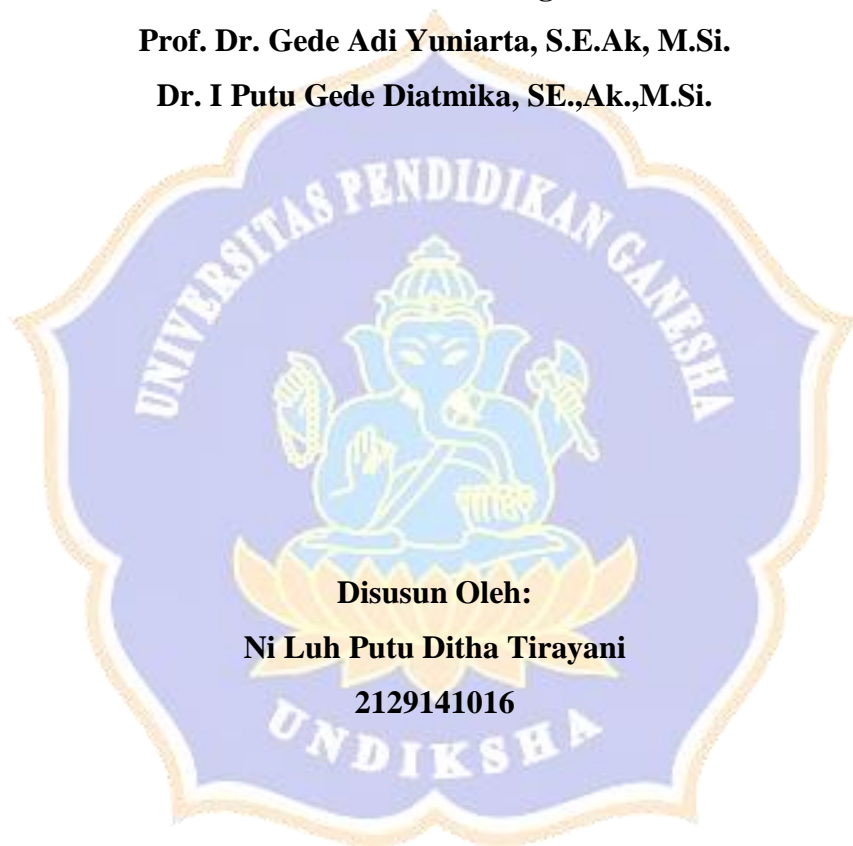 Prof. Dr. Gede Adi Yuniarta, S.E.Ak, M.Si.
Dr. I Putu Gede Diatmika, SE.,Ak.,M.Si.
UNIVERSITAS PENDIDIKAN GANESHA
Disusun Oleh:
Ni Luh Putu Ditha Tirayani
2129141016
UNDIKSHA